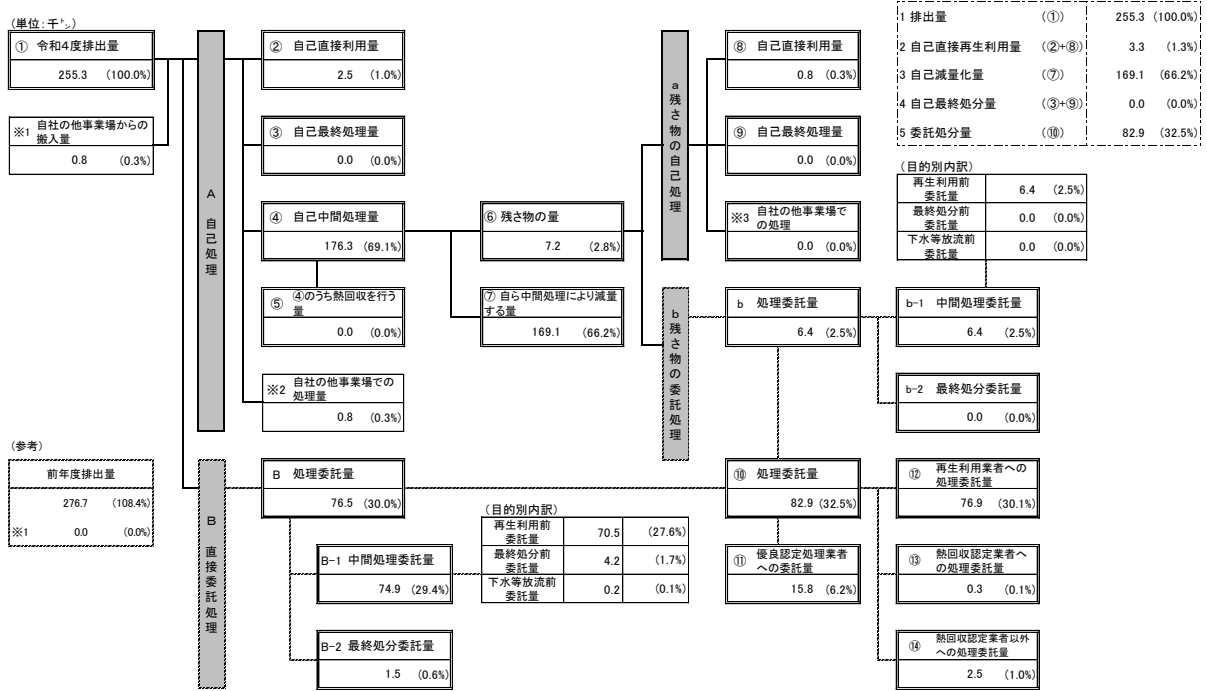 (単位:千㌧)
① 令和4度排出量
255.3 (100.0%)
※1 自社の他事業場からの
搬入量
0.8 (0.3%)
A
自
己
処
理
② 自己直接利用量
2.5 (1.0%)
③ 自己最終処理量
0.0 (0.0%)
④ 自己中間処理量
176.3 (69.1%)
⑤ ④のうち熱回収を行う
量
0.0 (0.0%)
※2 自社の他事業場での
処理量
0.8 (0.3%)
⑥ 残さ物の量
7.2 (2.8%)
⑦ 自ら中間処理により減量
する量
169.1 (66.2%)
a
残
さ
物
の
自
己
処
理
⑧ 自己直接利用量
0.8 (0.3%)
⑨ 自己最終処理量
0.0 (0.0%)
※3 自社の他事業場で
の処理
0.0 (0.0%)
b
残
さ
物
の
委
託
処
理
b 処理委託量
6.4 (2.5%)
1 排出量 (①) 255.3 (100.0%)
2 自己直接再生利用量 (②+⑧) 3.3 (1.3%)
3 自己減量化量 (⑦) 169.1 (66.2%)
4 自己最終処分量 (③+⑨) 0.0 (0.0%)
5 委託処分量 (⑩) 82.9 (32.5%)
(目的別内訳)
再生利用前
委託量 6.4 (2.5%)
最終処分前
委託量 0.0 (0.0%)
下水等放流前
委託量 0.0 (0.0%)
b-1 中間処理委託量
6.4 (2.5%)
b-2 最終処分委託量
0.0 (0.0%)
(参考)
前年度排出量
276.7 (108.4%)
※1 0.0 (0.0%)
B
直
接
委
託
処
理
B 処理委託量
76.5 (30.0%)
B-1 中間処理委託量
74.9 (29.4%)
B-2 最終処分委託量
1.5 (0.6%)
(目的別内訳)
再生利用前
委託量 70.5 (27.6%)
最終処分前
委託量 4.2 (1.7%)
下水等放流前
委託量 0.2 (0.1%)
⑩ 処理委託量
82.9 (32.5%)
⑪ 優良認定処理業者
への委託量
15.8 (6.2%)
⑫ 再生利用業者への
処理委託量
76.9 (30.1%)
⑬ 熱回収認定業者へ
の処理委託量
0.3 (0.1%)
⑭ 熱回収認定業者以外
への処理委託量
2.5 (1.0%)